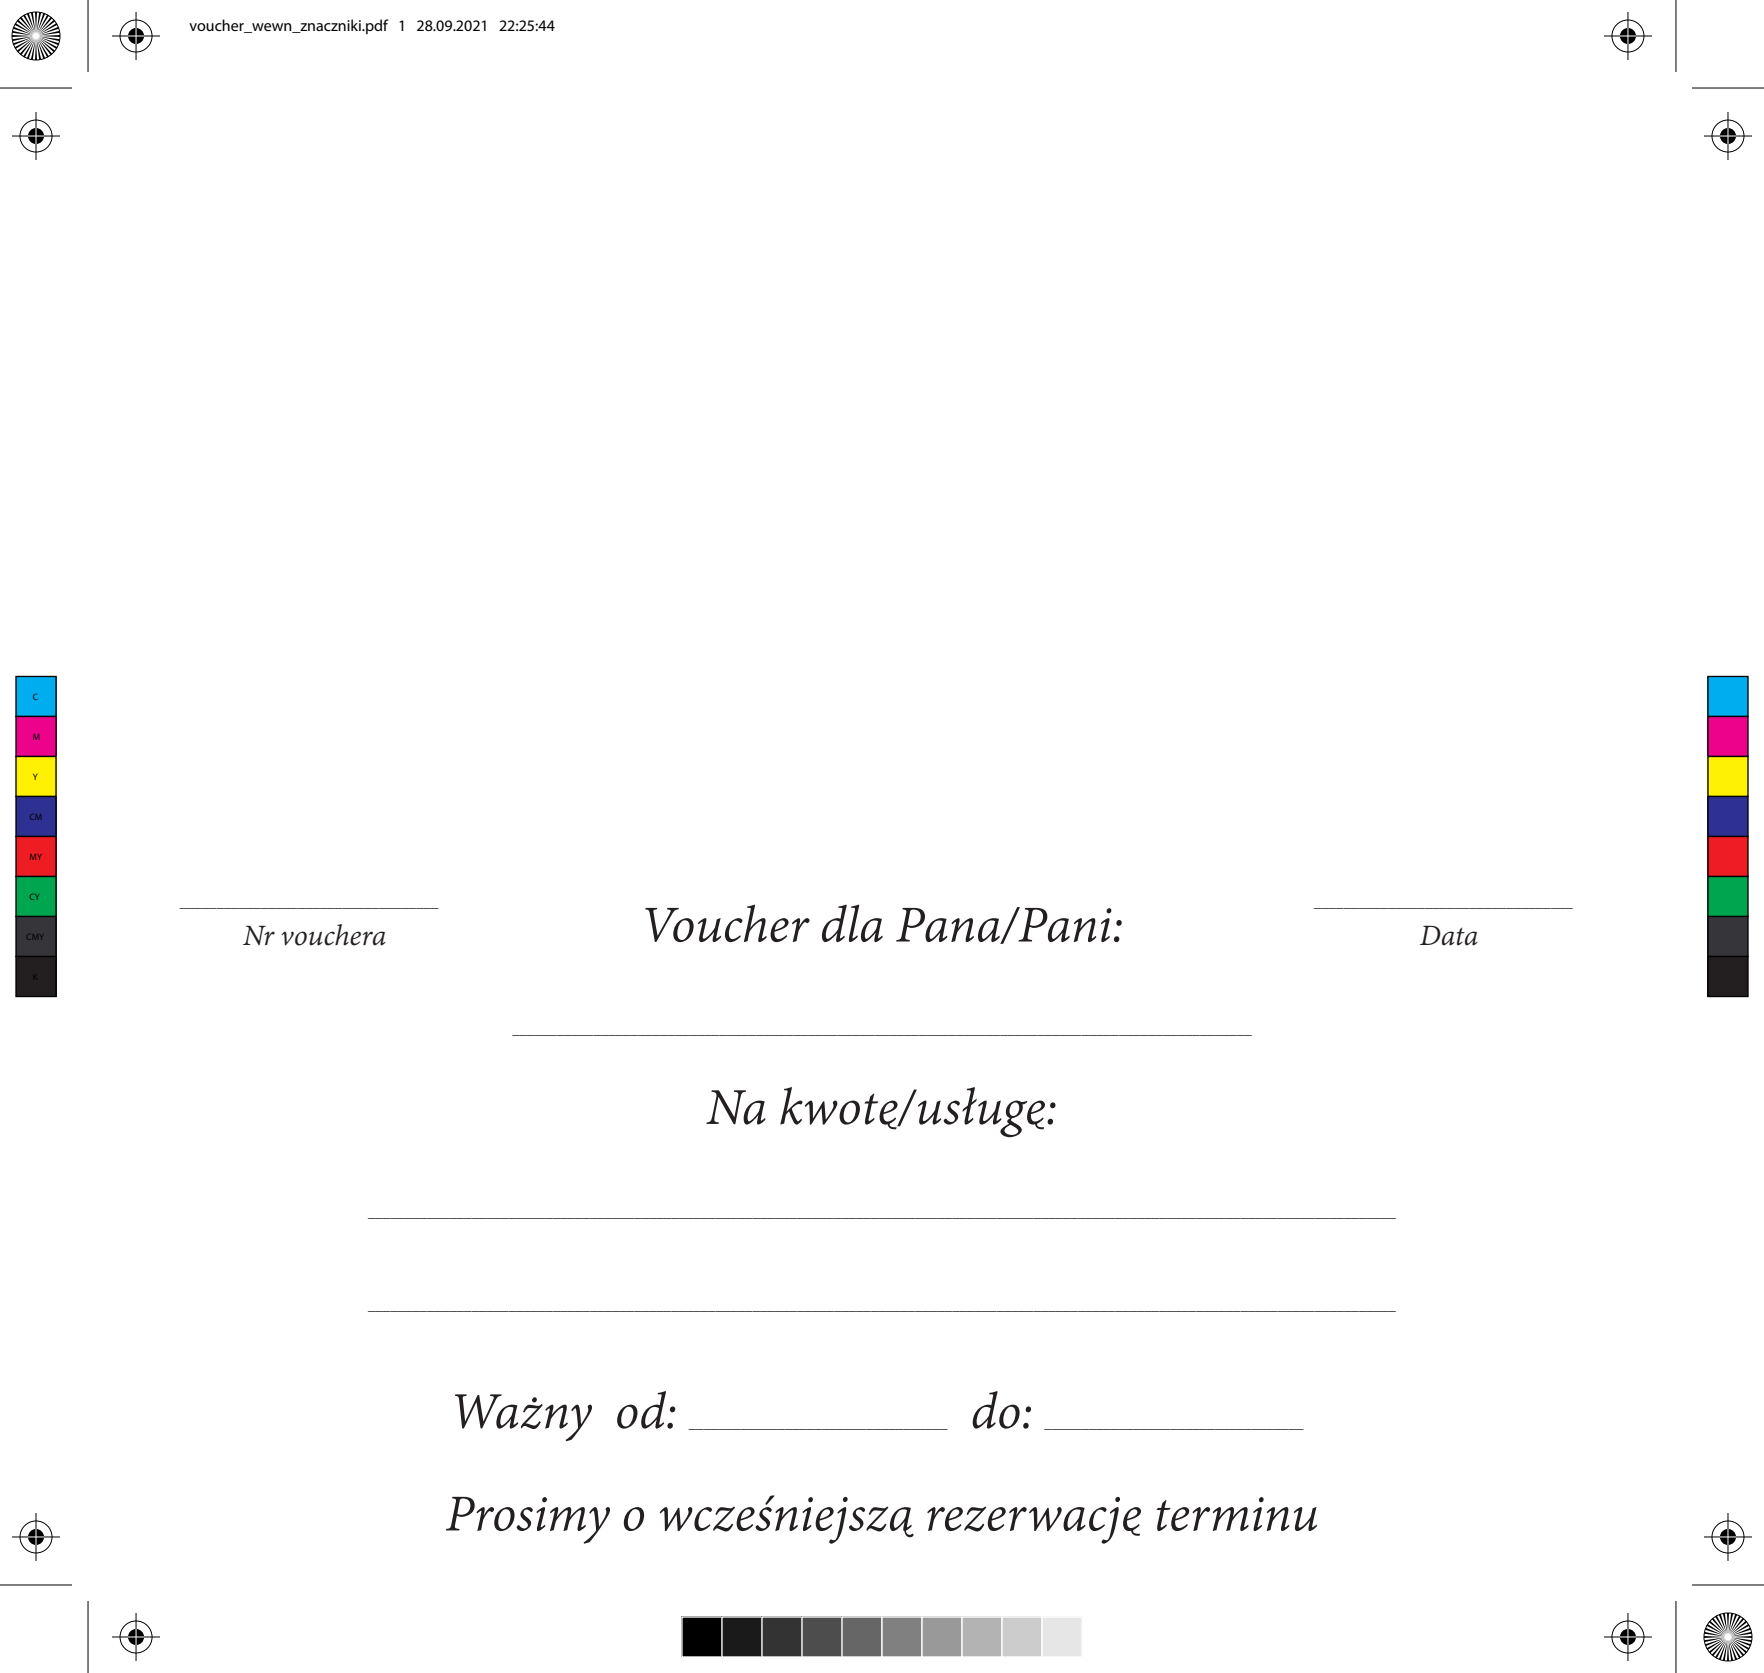 voucher_wewn_znaczniki.pdf 1 28.09.2021 22:25:44
C
M
Y
CM
MY
CY
CMY
K
Nr vouchera
Voucher dla Pana/Pani:
Data
Na kwotę/usługę:
Ważny od: do:
Prosimy o wcześniejszą rezerwację terminu